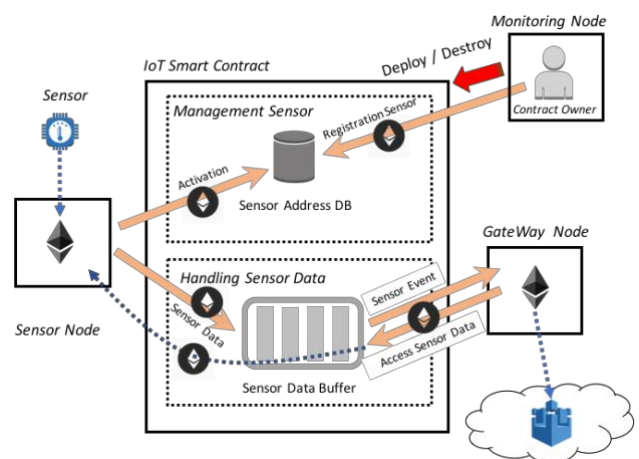 Monitoring Node
Deploy / Destroy
IoT Smart Contract
Contract Owner
Sensor
Management Sensor
Registration Sensor
Activation
Sensor Address DB
GateWay Node
Handling Sensor Data
Sensor Event
Sensor Data
Access Sensor Data
Sensor Node
Sensor Data Buffer